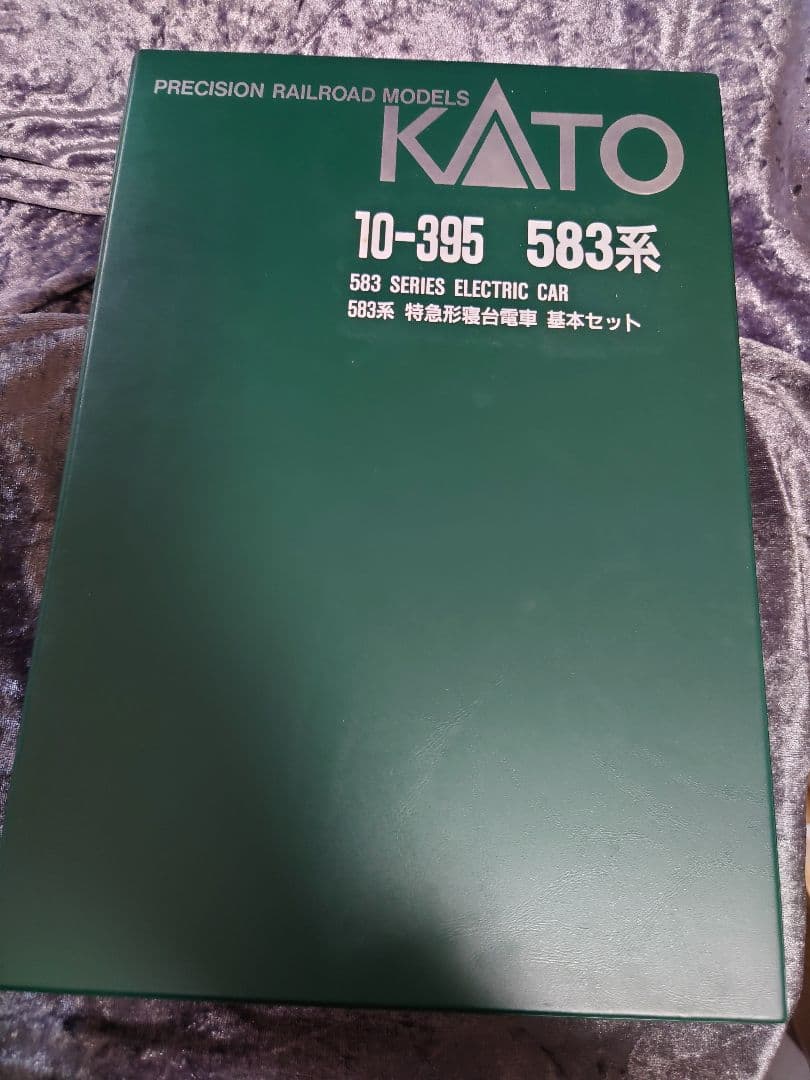 PRECISION RAILROAD MODELS
KATO
10-395 583系
583 SERIES ELECTRIC CAR
583系 特急形寝台電車 基本セット